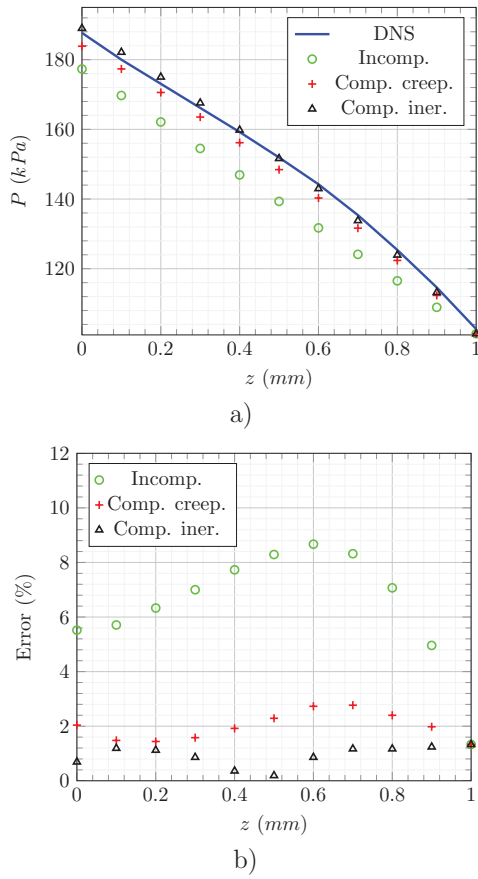 180
160
140
120
P (kPa)
DNS
Incomp.
Comp. creep.
Comp. iner.
0 0.2 0.4 0.6 0.8 1
z (mm)
a)
12
10
8
6
4
2
0
Error (%)
Incomp.
Comp. creep.
Comp. iner.
0 0.2 0.4 0.6 0.8 1
z (mm)
b)